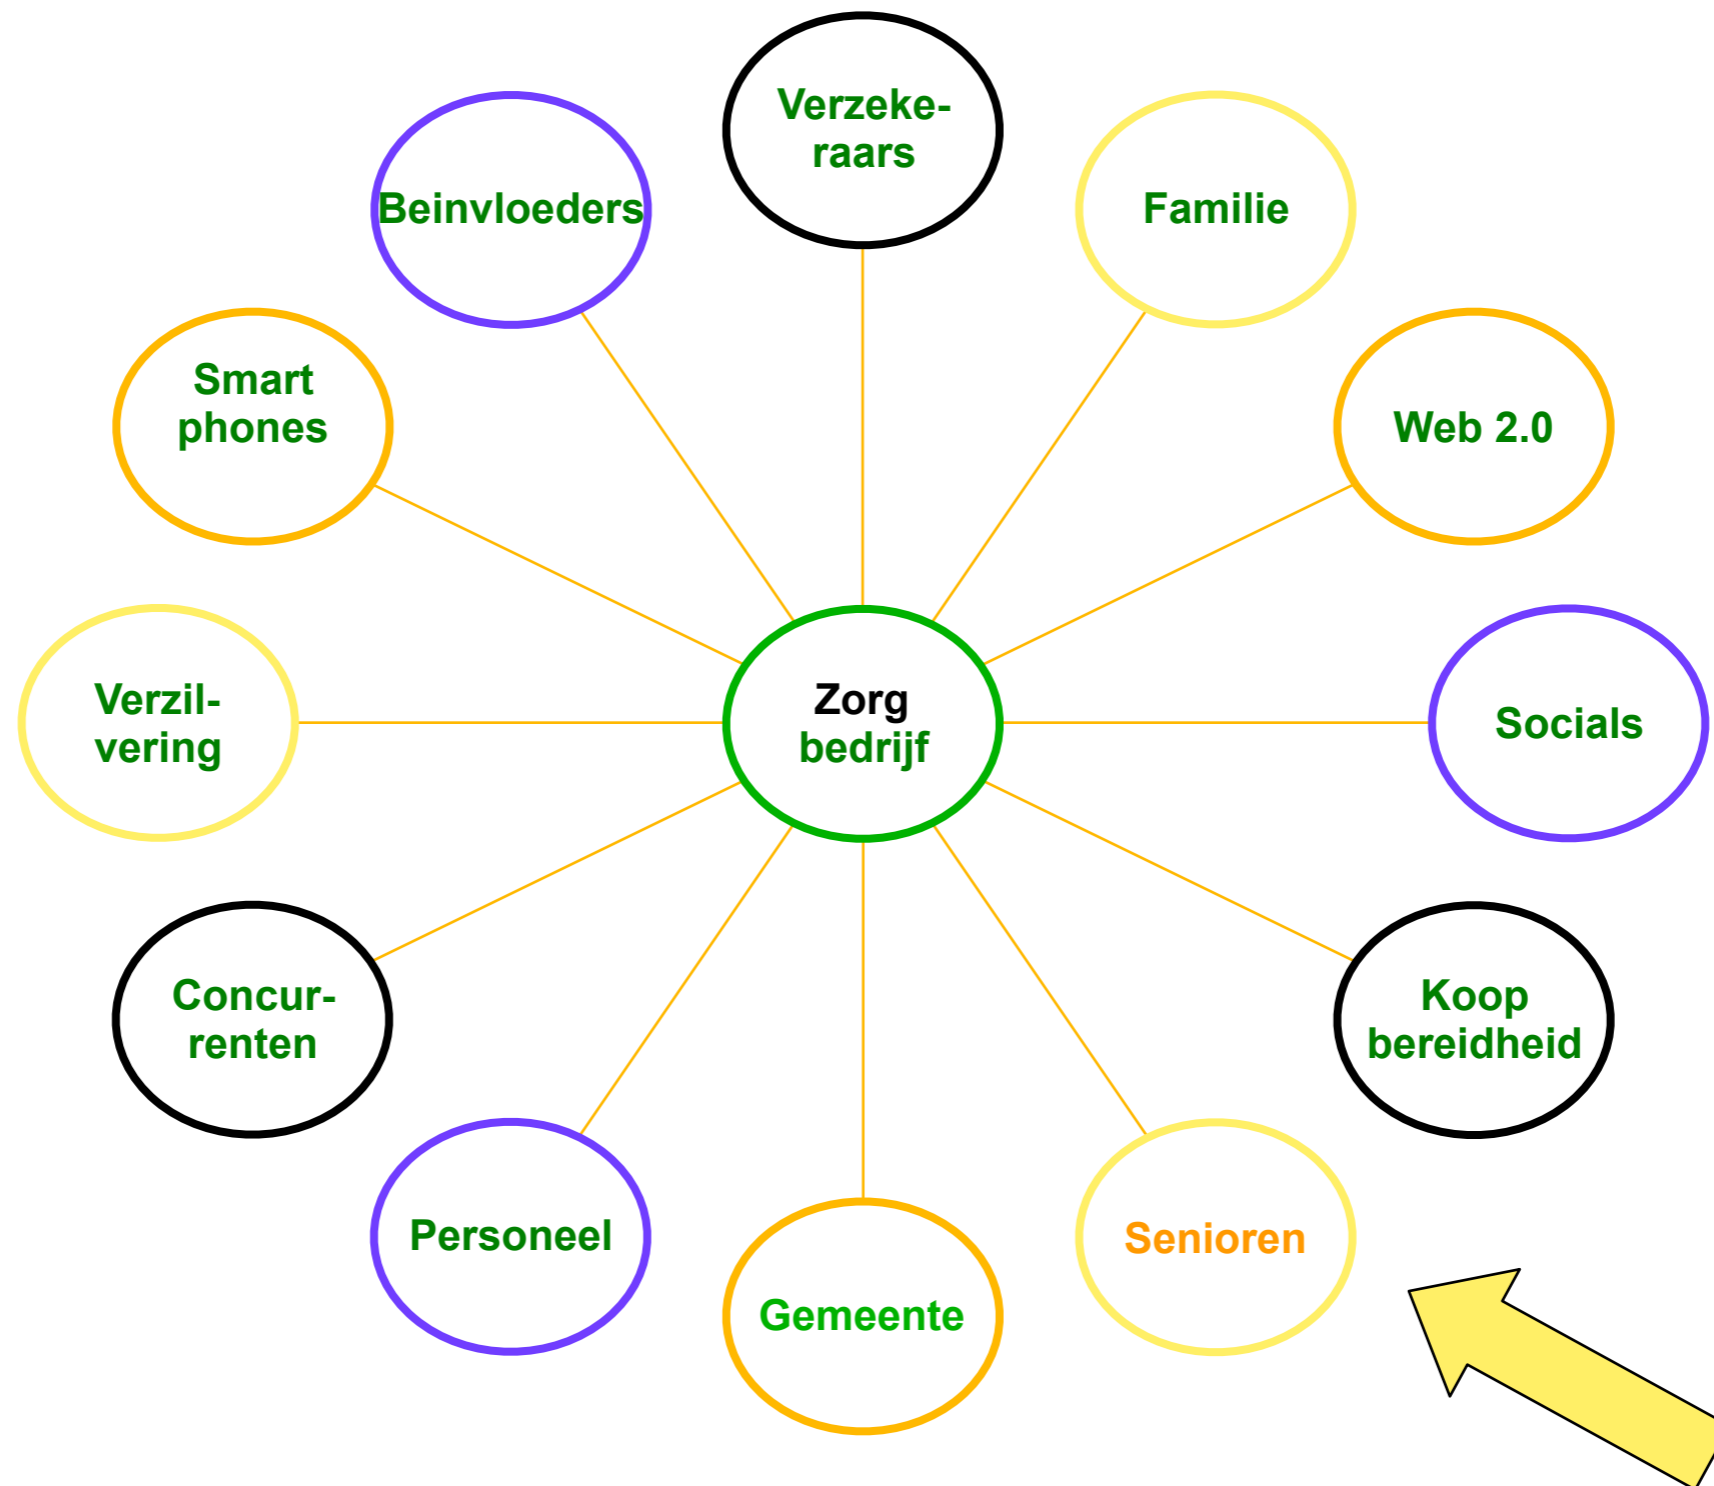 Verzeke-
raars
Beinvloeders
Familie
Smart
phones
Web 2.0
Verzil-
vering
Zorg
bedrijf
Socials
Concur-
renten
Koop
bereidheid
Personeel
Gemeente
Senioren